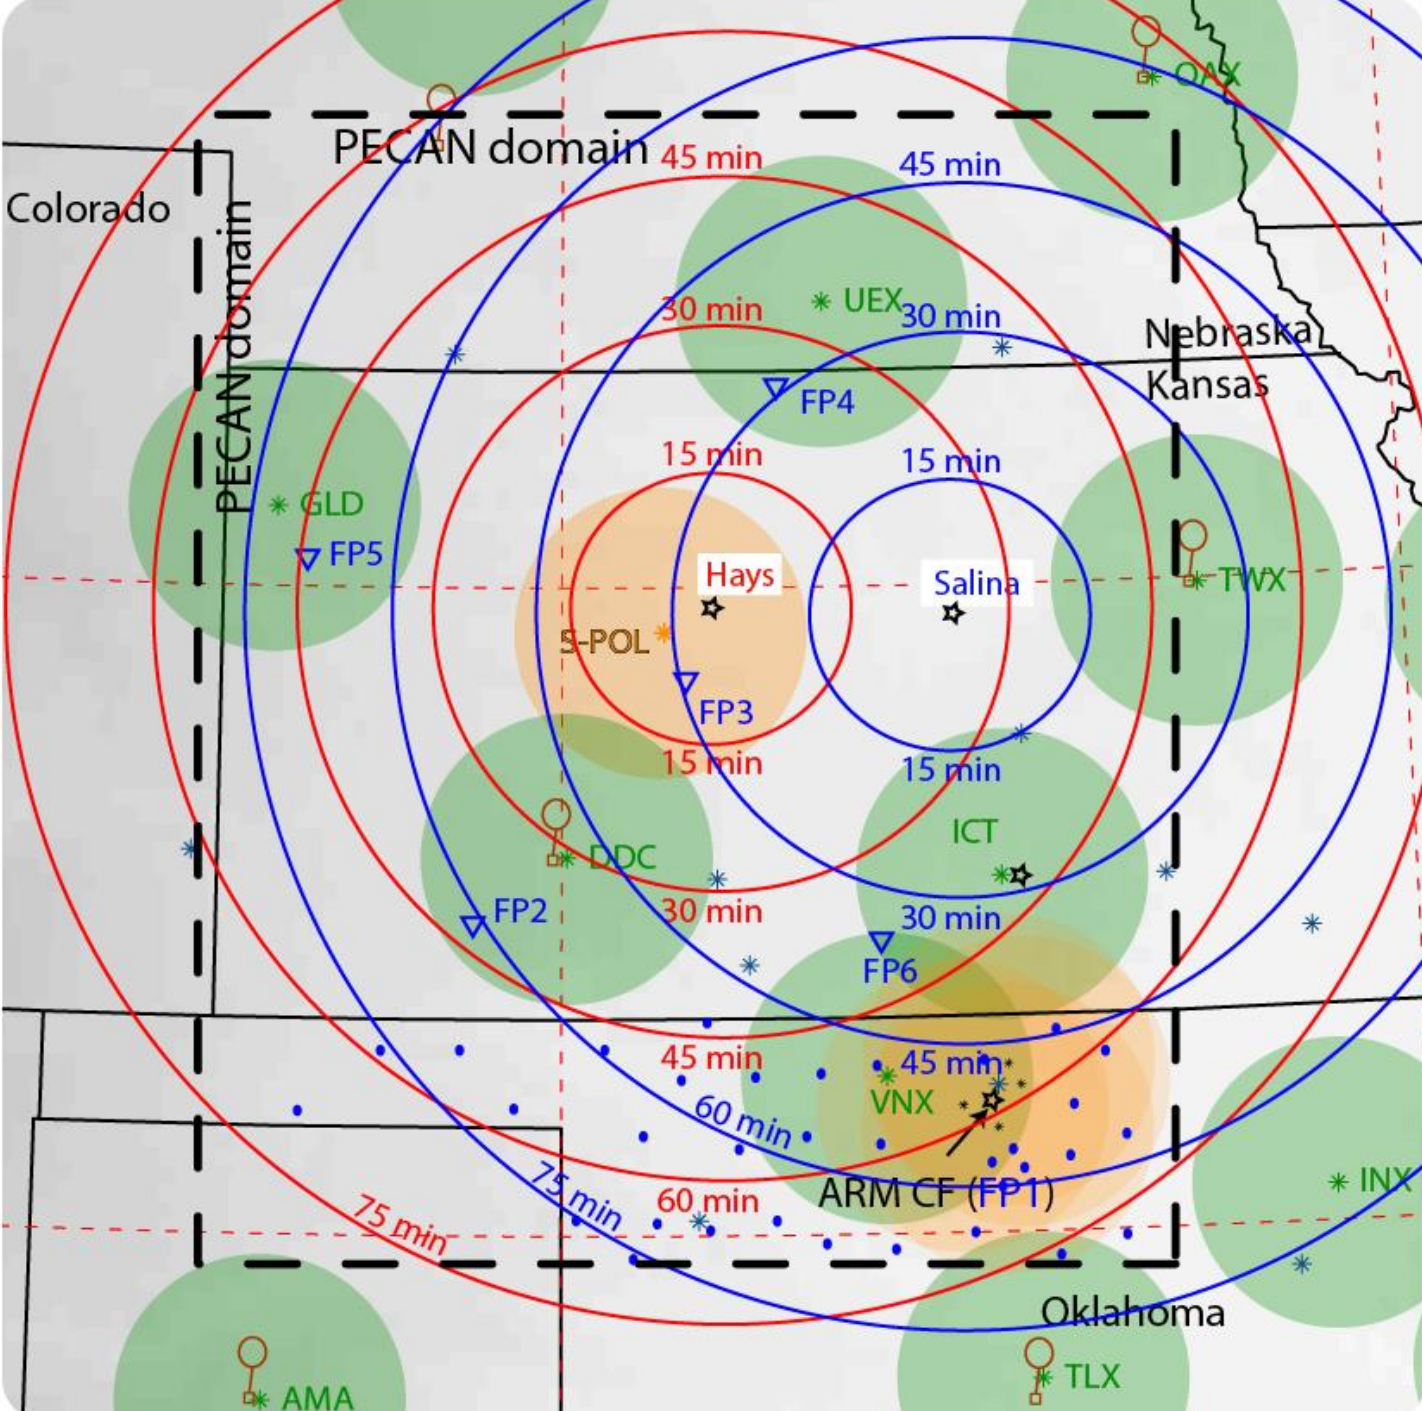 OAX
PECAN domain
45 min
45 min
Colorado
PECAN domain
UEX
30 min
30 min
Nebraska
Kansas
FP4
15 min
15 min
GLD
FP5
Hays
Salina
TWX
S-POL
FP3
15 min
15 min
ICT
DDC
FP2
30 min
30 min
FP6
45 min
45 min
VNX
60 min
75 min
60 min
75 min
ARM CF (FP1)
INX
Oklahoma
TLX
AMA